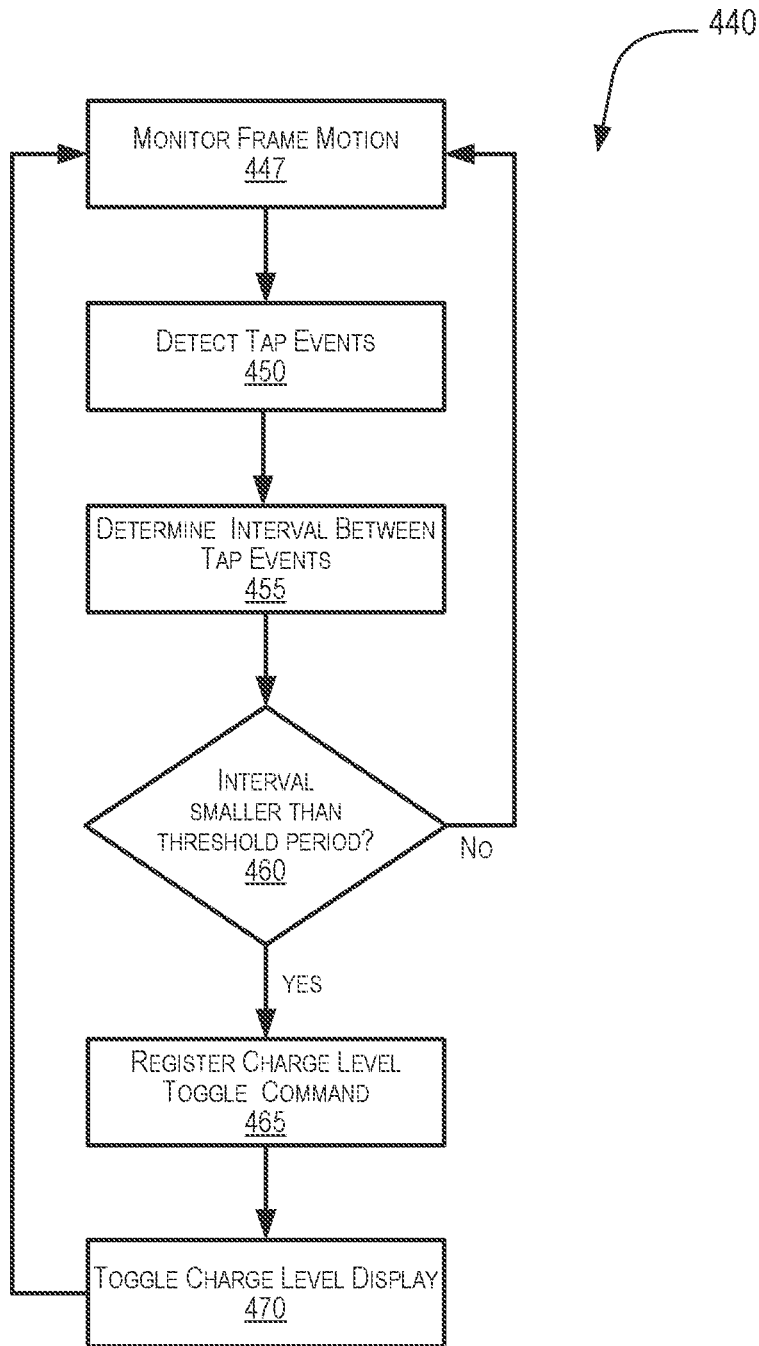 440
MONITOR FRAME MOTION
447
DETECT TAP EVENTS
450
DETERMINE INTERVAL BETWEEN
TAP EVENTS
455
INTERVAL
SMALLER THAN
THRESHOLD PERIOD?
460
NO
YES
REGISTER CHARGE LEVEL
TOGGLE COMMAND
465
TOGGLE CHARGE LEVEL DISPLAY
470